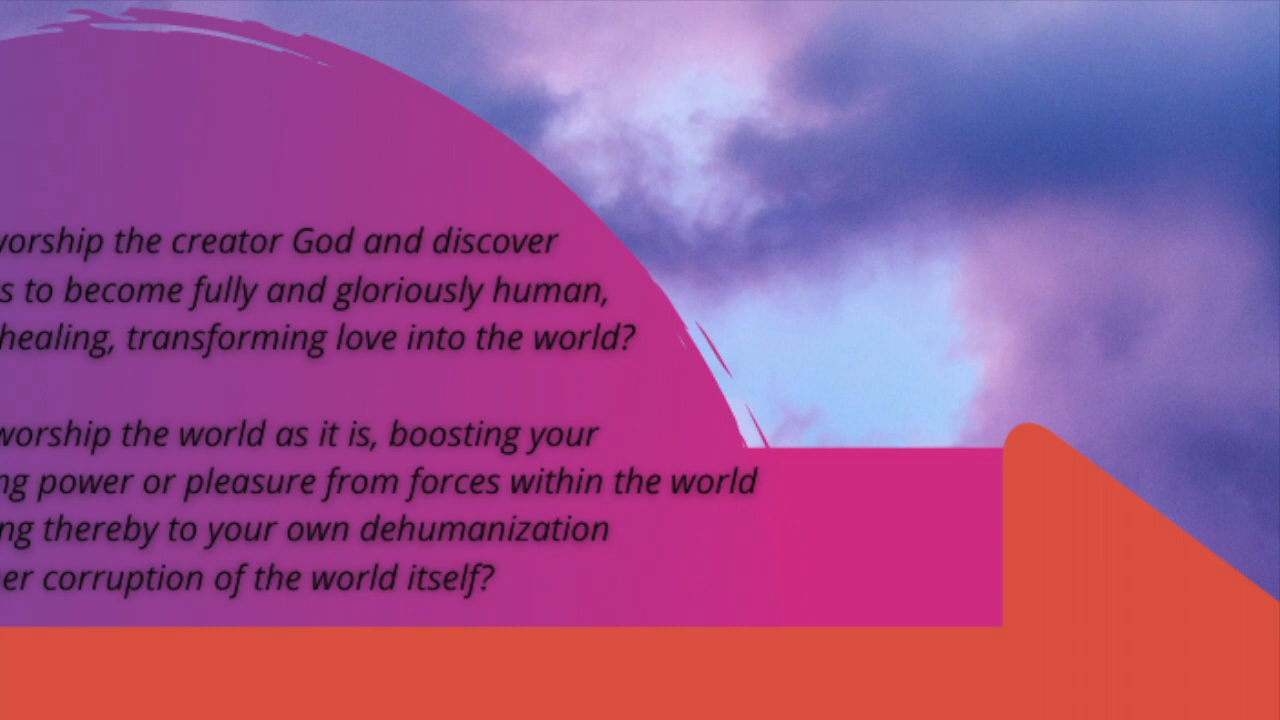 worship the creator God and discover
s to become fully and gloriously human,
healing, transforming love into the world?
worship the world as it is, boosting your
ng power or pleasure from forces within the world
ng thereby to your own dehumanization
er corruption of the world itself?